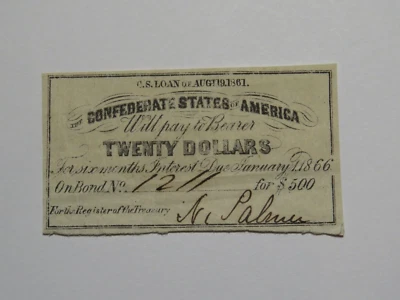 C.S. LOAN OF AUG 19. 1861.
THE CONFEDERATE STATES OF AMERICA
Will pay to Bearer
TWENTY DOLLARS
For six months Interest Due January 1, 1866
On Bond No. 1211 for $500
For the Register of the Treasury N. Palmer